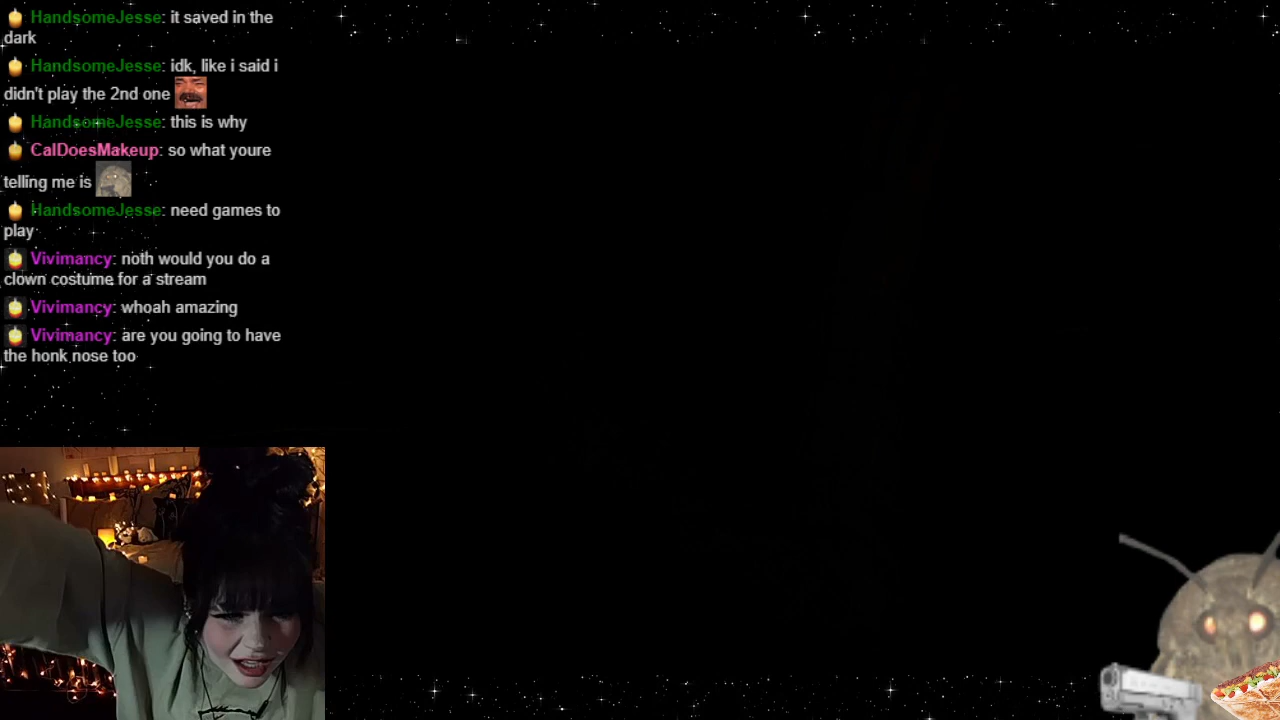 HandsomeJesse: it saved in the
dark
HandsomeJesse: idk, like i said i
didn't play the 2nd one
HandsomeJesse: this is why
CalDoesMakeup: so what youre
telling me is
HandsomeJesse: need games to
play
Vivimancy: noth would you do a
clown costume for a stream
Vivimancy: whoah amazing
Vivimancy: are you going to have
the honk nose too